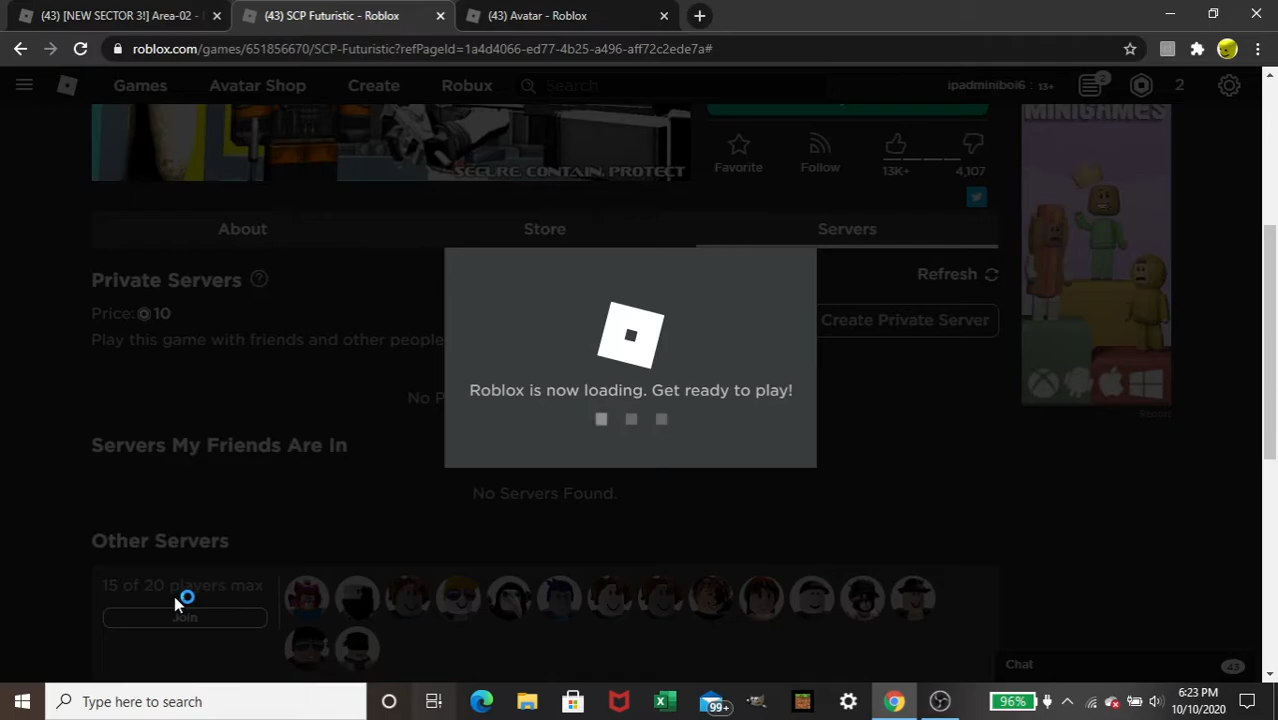 (43) [NEW SECTOR 3!] Area-02 -
(43) SCP Futuristic - Roblox
(43) Avatar - Roblox
roblox.com/games/651856670/SCP-Futuristic?refPageId=1a4d4066-ed77-4b25-a496-aff72c2ede7a#
Games
Avatar Shop
Create
Robux
Search
ipadminiboi6 : 13+
2
2
MINIGAMES
SECURE. CONTAIN. PROTECT
Favorite
Follow
13K+
4,107
About
Store
Servers
Private Servers
Refresh
Price: 10
Create Private Server
Play this game with friends and other people
No P
Roblox is now loading. Get ready to play!
Report
Servers My Friends Are In
No Servers Found.
Other Servers
15 of 20 players max
Join
Chat
43
Type here to search
99+
96%
6:23 PM
10/10/2020